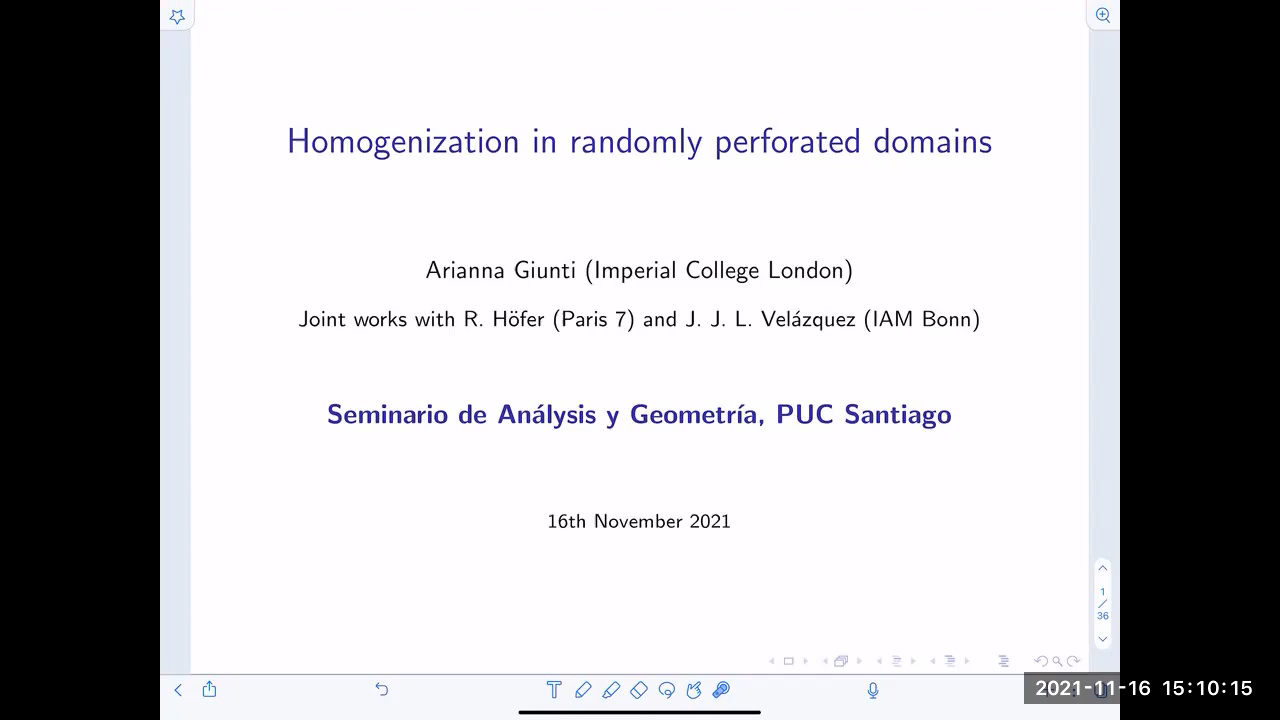 Homogenization in randomly perforated domains
Arianna Giunti (Imperial College London)
Joint works with R. Höfer (Paris 7) and J. J. L. Velázquez (IAM Bonn)
Seminario de Análisis y Geometría, PUC Santiago
16th November 2021
1
/
36
2021-11-16 15:10:15